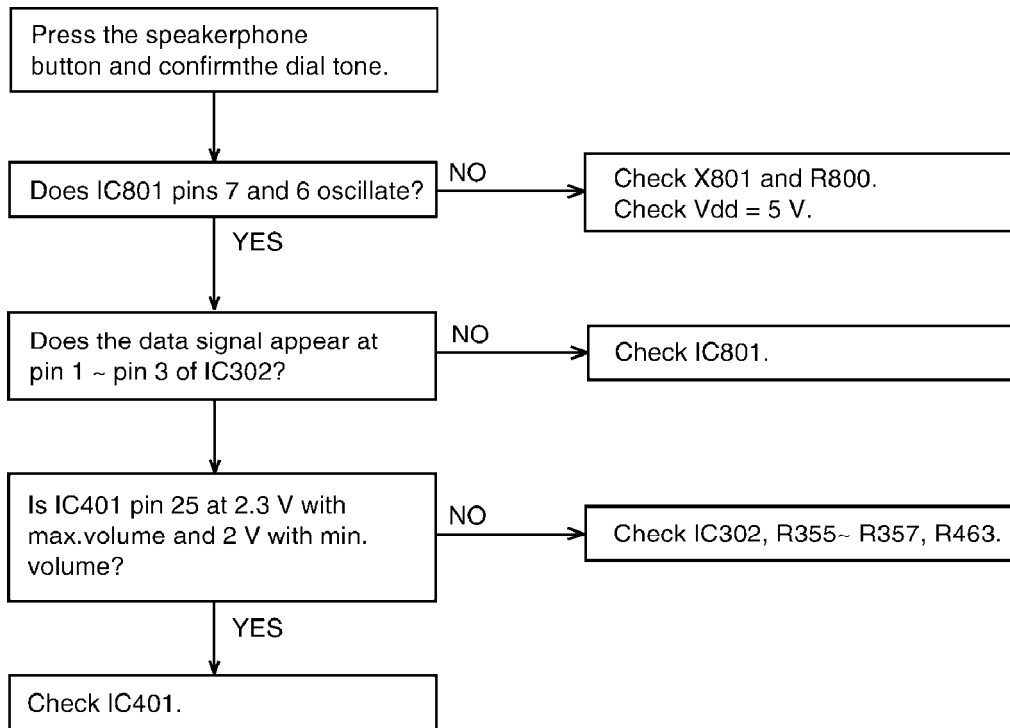 Press the speakerphone
button and confirmthe dial tone.
Does IC801 pins 7 and 6 oscillate?
NO
Check X801 and R800.
Check Vdd = 5 V.
YES
Does the data signal appear at
pin 1 ~ pin 3 of IC302?
NO
Check IC801.
Is IC401 pin 25 at 2.3 V with
max.volume and 2 V with min.
volume?
NO
Check IC302, R355~ R357, R463.
YES
Check IC401.